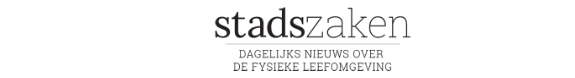 stadszaken
DAGELIJKS NIEUWS OVER
DE FYSIEKE LEEFOMGEVING